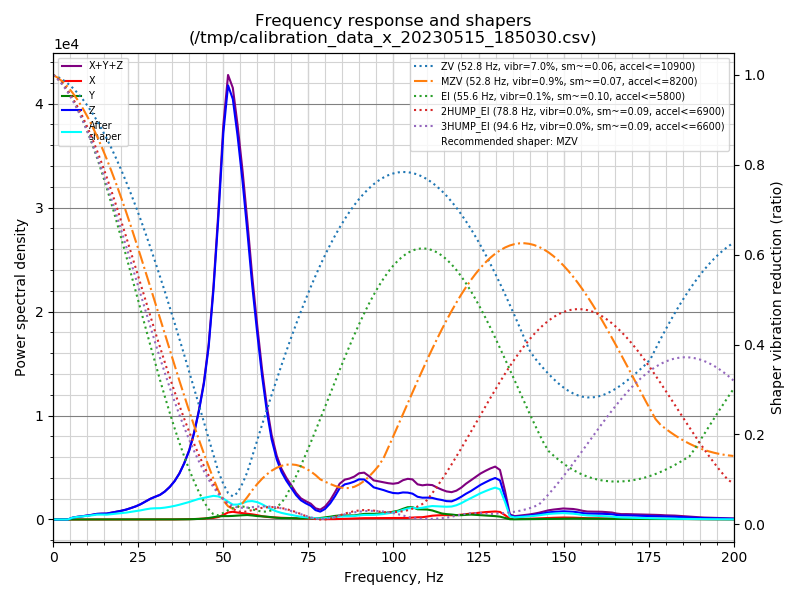 Frequency response and shapers
(/tmp/calibration_data_x_20230515_185030.csv)
1e4
X+Y+Z
X
Y
Z
After
shaper
ZV (52.8 Hz, vibr=7.0%, sm~=0.06, accel<=10900)
MZV (52.8 Hz, vibr=0.9%, sm~=0.07, accel<=8200)
EI (55.6 Hz, vibr=0.1%, sm~=0.10, accel<=5800)
2HUMP_EI (78.8 Hz, vibr=0.0%, sm~=0.09, accel<=6900)
3HUMP_EI (94.6 Hz, vibr=0.0%, sm~=0.09, accel<=6600)
Recommended shaper: MZV
Power spectral density
4
3
2
1
0
1.0
0.8
0.6
0.4
0.2
0.0
Shaper vibration reduction (ratio)
0 25 50 75 100 125 150 175 200
Frequency, Hz